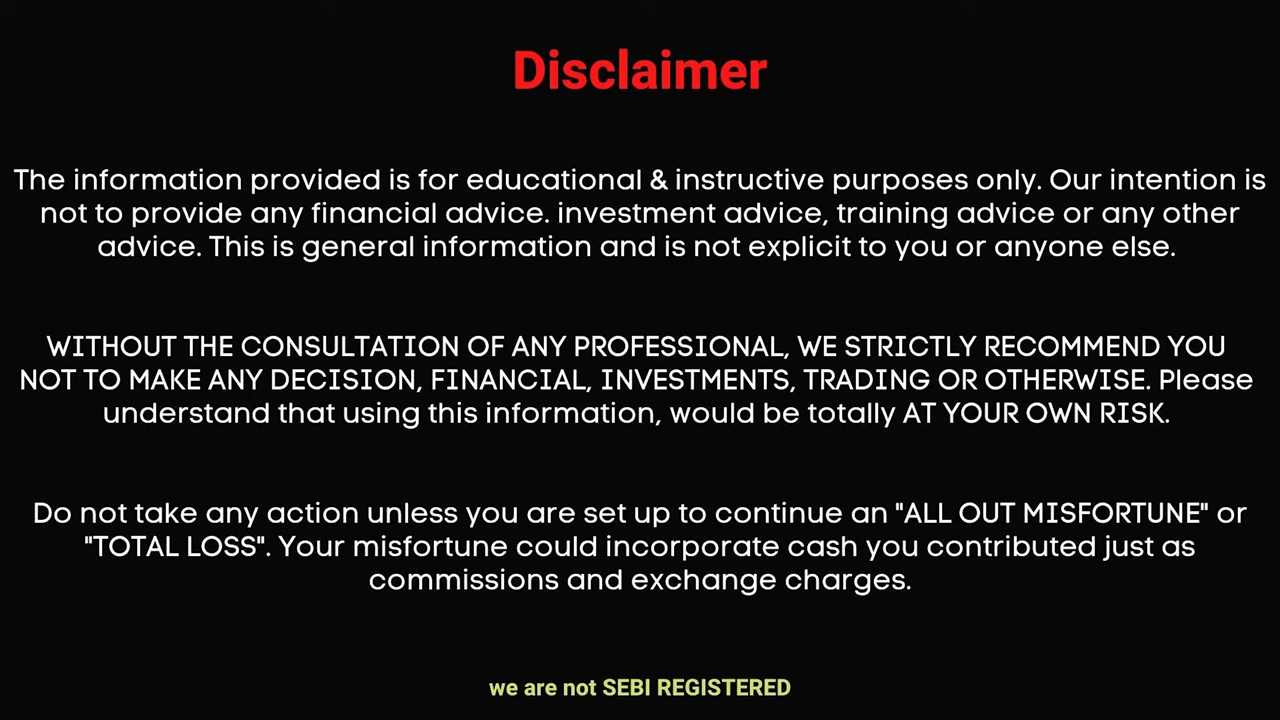 Disclaimer
The information provided is for educational & instructive purposes only. Our intention is
not to provide any financial advice. investment advice, training advice or any other
advice. This is general information and is not explicit to you or anyone else.
WITHOUT THE CONSULTATION OF ANY PROFESSIONAL, WE STRICTLY RECOMMEND YOU
NOT TO MAKE ANY DECISION, FINANCIAL, INVESTMENTS, TRADING OR OTHERWISE. Please
understand that using this information, would be totally AT YOUR OWN RISK.
Do not take any action unless you are set up to continue an "ALL OUT MISFORTUNE" or
"TOTAL LOSS". Your misfortune could incorporate cash you contributed just as
commissions and exchange charges.
we are not SEBI REGISTERED